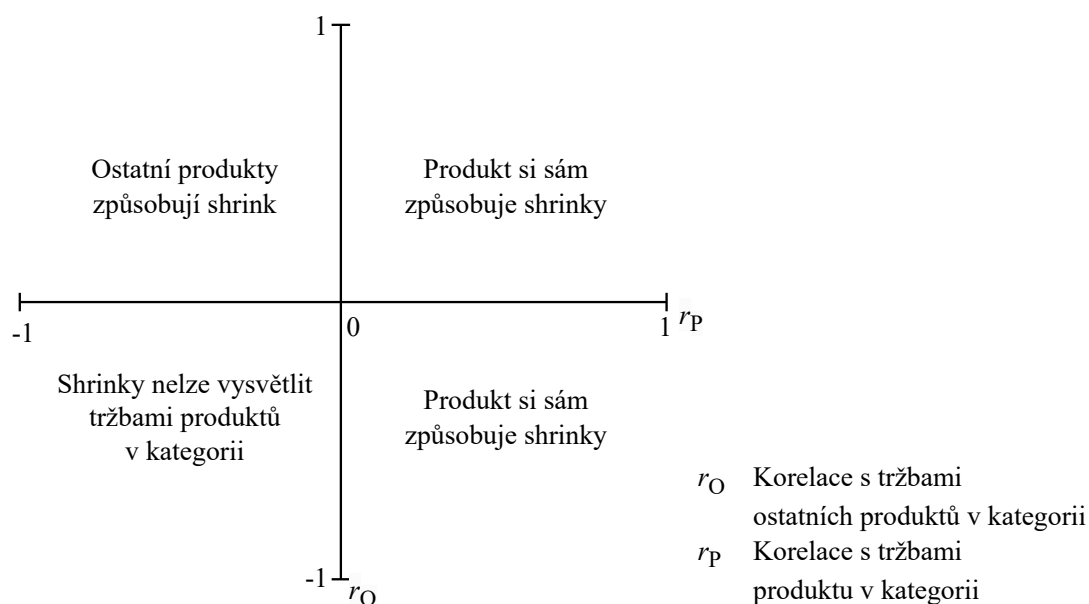 1
Ostatní produkty
způsobují shrink
Produkt si sám
způsobuje shrinky
-1
0
1 rP
Shrinky nelze vysvětlit
tržbami produktů
v kategorii
Produkt si sám
způsobuje shrinky
-1
rO
rO Korelace s tržbami
ostatních produktů v kategorii
rP Korelace s tržbami
produktu v kategorii